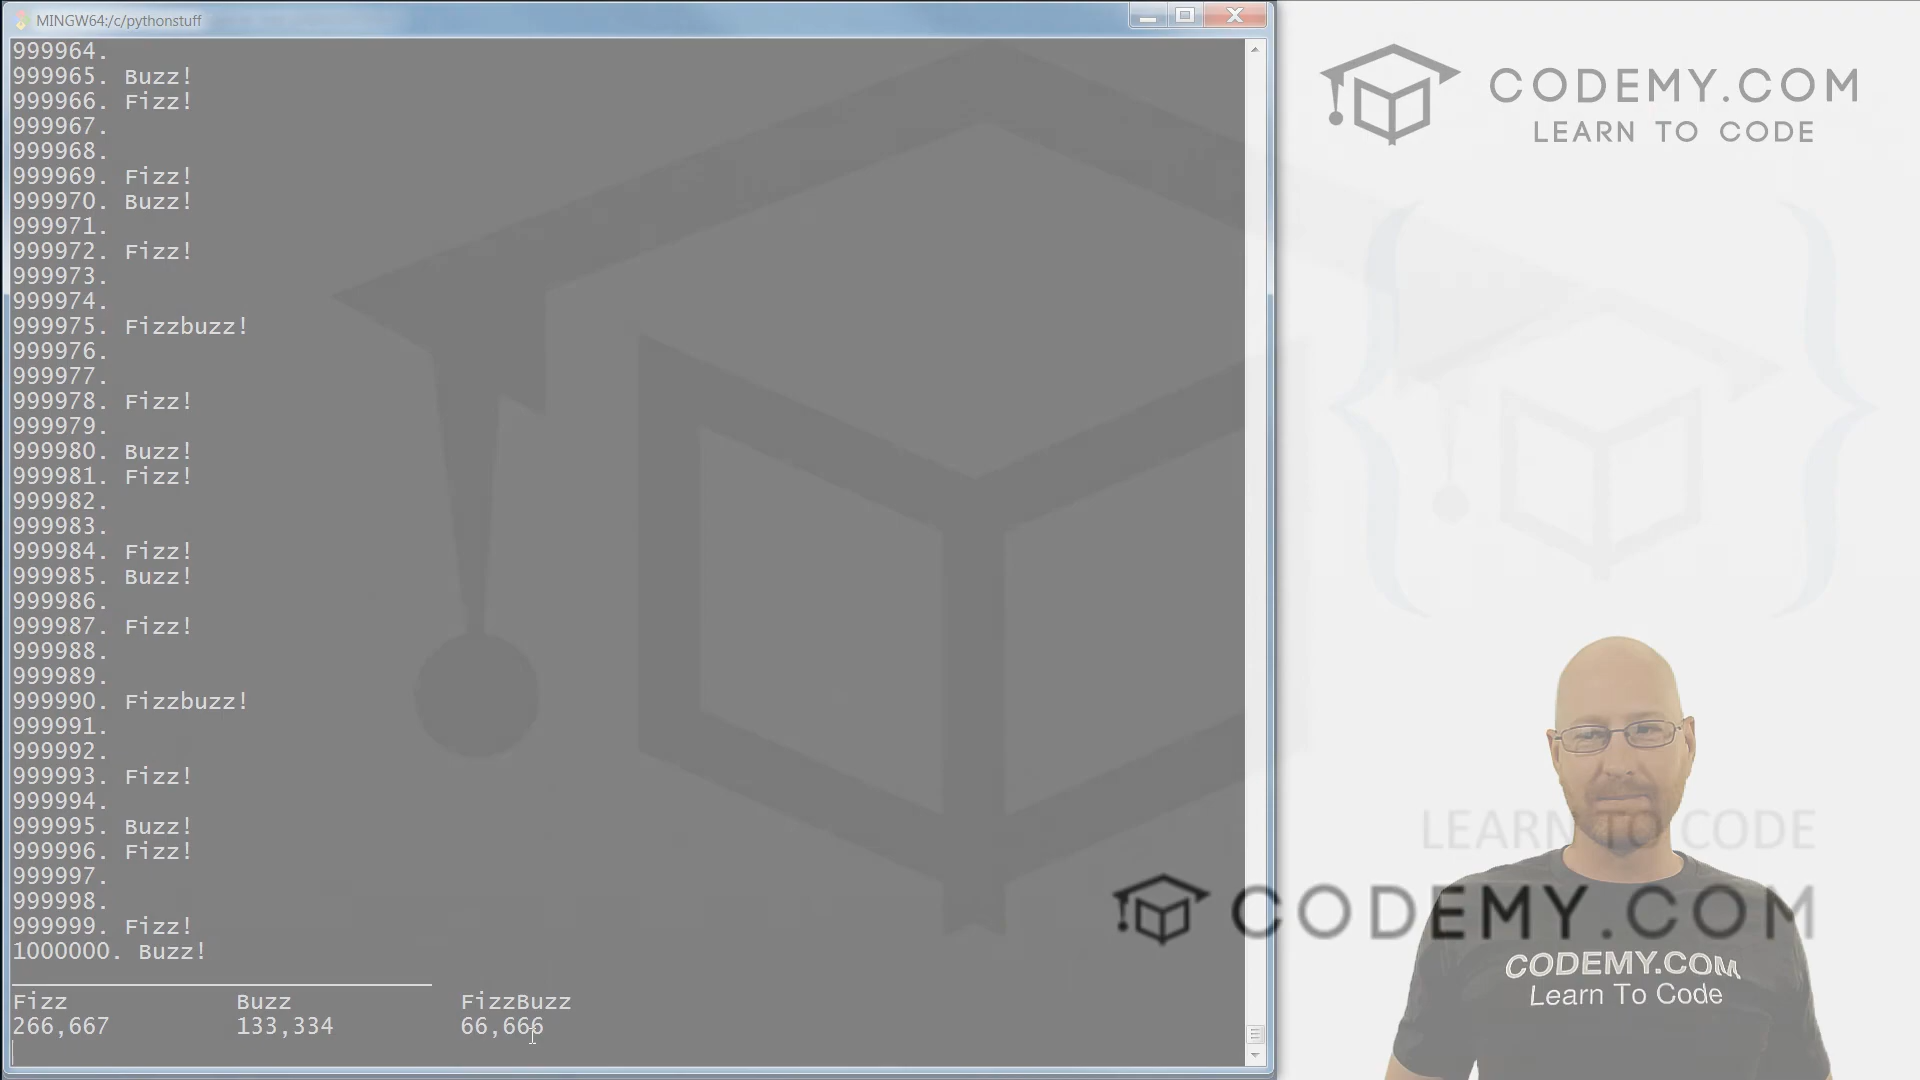 MINGW64:/c/pythonstuff
999964.
999965. Buzz!
999966. Fizz!
999967.
999968.
999969. Fizz!
999970. Buzz!
999971.
999972. Fizz!
999973.
999974.
999975. Fizzbuzz!
999976.
999977.
999978. Fizz!
999979.
999980. Buzz!
999981. Fizz!
999982.
999983.
999984. Fizz!
999985. Buzz!
999986.
999987. Fizz!
999988.
999989.
999990. Fizzbuzz!
999991.
999992.
999993. Fizz!
999994.
999995. Buzz!
999996. Fizz!
999997.
999998.
999999. Fizz!
1000000. Buzz!
Fizz Buzz FizzBuzz
266,667 133,334 66,666
CODEMY.COM
LEARN TO CODE
LEARN TO CODE
CODEMY.COM
CODEMY.COM
Learn To Code